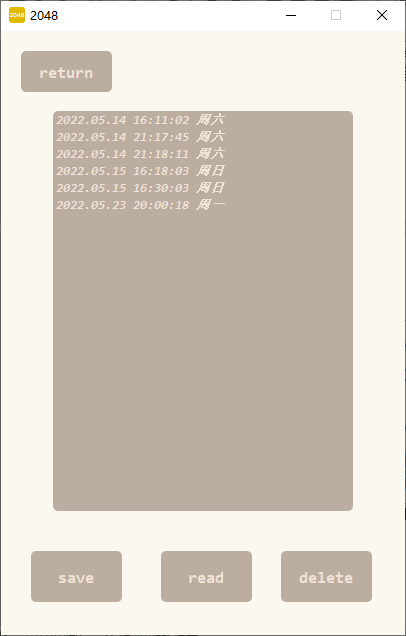 2048
2048
return
2022.05.14 16:11:02 周六
2022.05.14 21:17:45 周六
2022.05.14 21:18:11 周六
2022.05.15 16:18:03 周日
2022.05.15 16:30:03 周日
2022.05.23 20:00:18 周一
save
read
delete